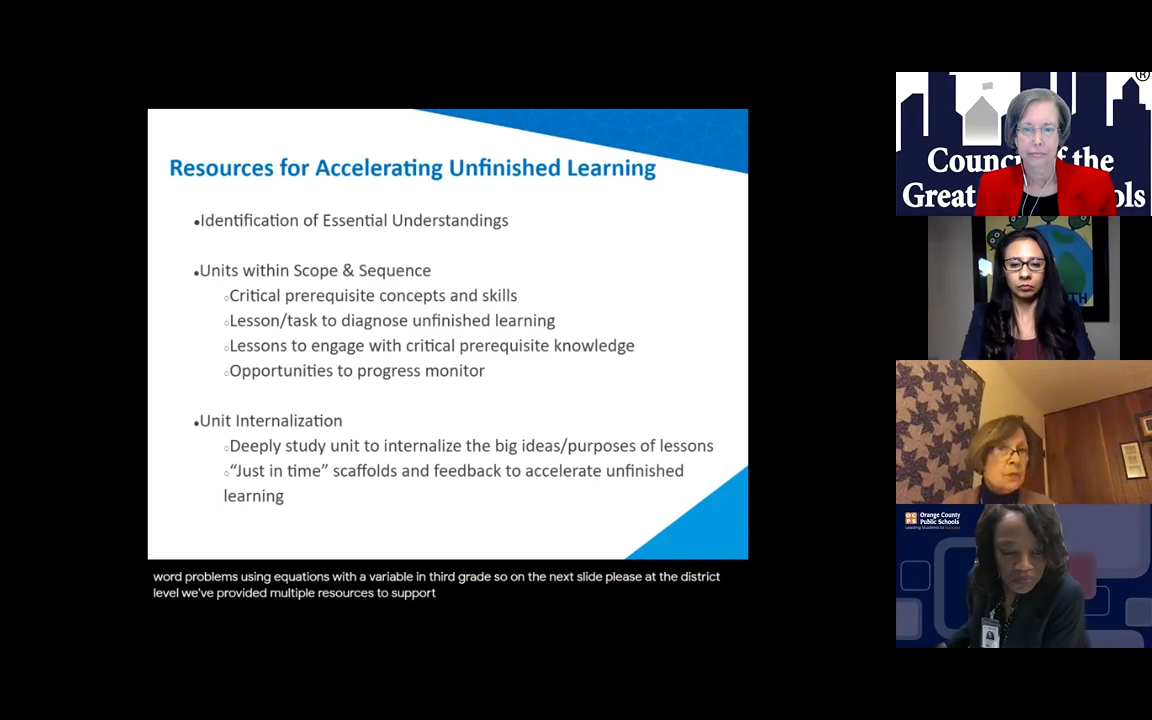 Resources for Accelerating Unfinished Learning
•Identification of Essential Understandings
•Units within Scope & Sequence
○Critical prerequisite concepts and skills
○Lesson/task to diagnose unfinished learning
○Lessons to engage with critical prerequisite knowledge
○Opportunities to progress monitor
•Unit Internalization
○Deeply study unit to internalize the big ideas/purposes of lessons
○“Just in time” scaffolds and feedback to accelerate unfinished
learning
word problems using equations with a variable in third grade so on the next slide please at the district
level we've provided multiple resources to support
®
of the
Great
Orange County
Public Schools
Leading Students to Success